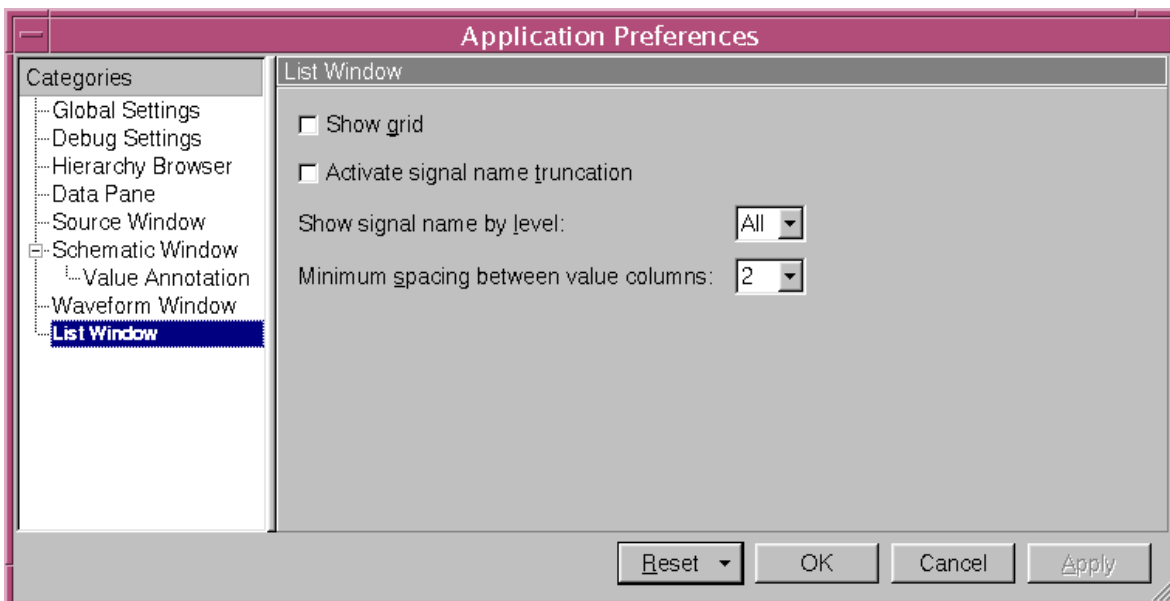 Application Preferences
Categories
Global Settings
Debug Settings
Hierarchy Browser
Data Pane
Source Window
Schematic Window
Value Annotation
Waveform Window
List Window
List Window
Show grid
Activate signal name truncation
Show signal name by level: All
Minimum spacing between value columns: 2
Reset OK Cancel Apply